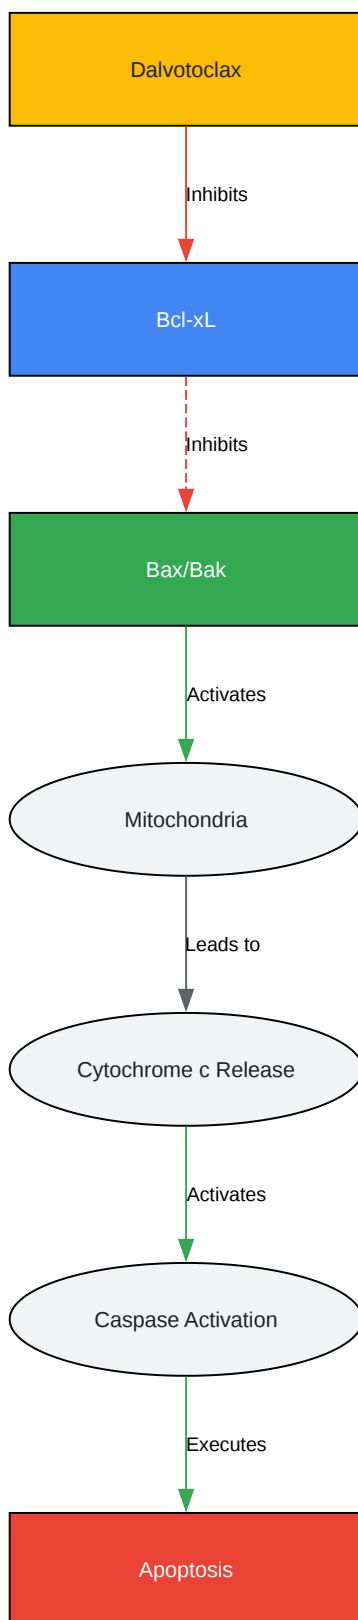 Dalvotoclax
Inhibits
Bcl-xL
Inhibits
Bax/Bak
Activates
Mitochondria
Leads to
Cytochrome c Release
Activates
Caspase Activation
Executes
Apoptosis